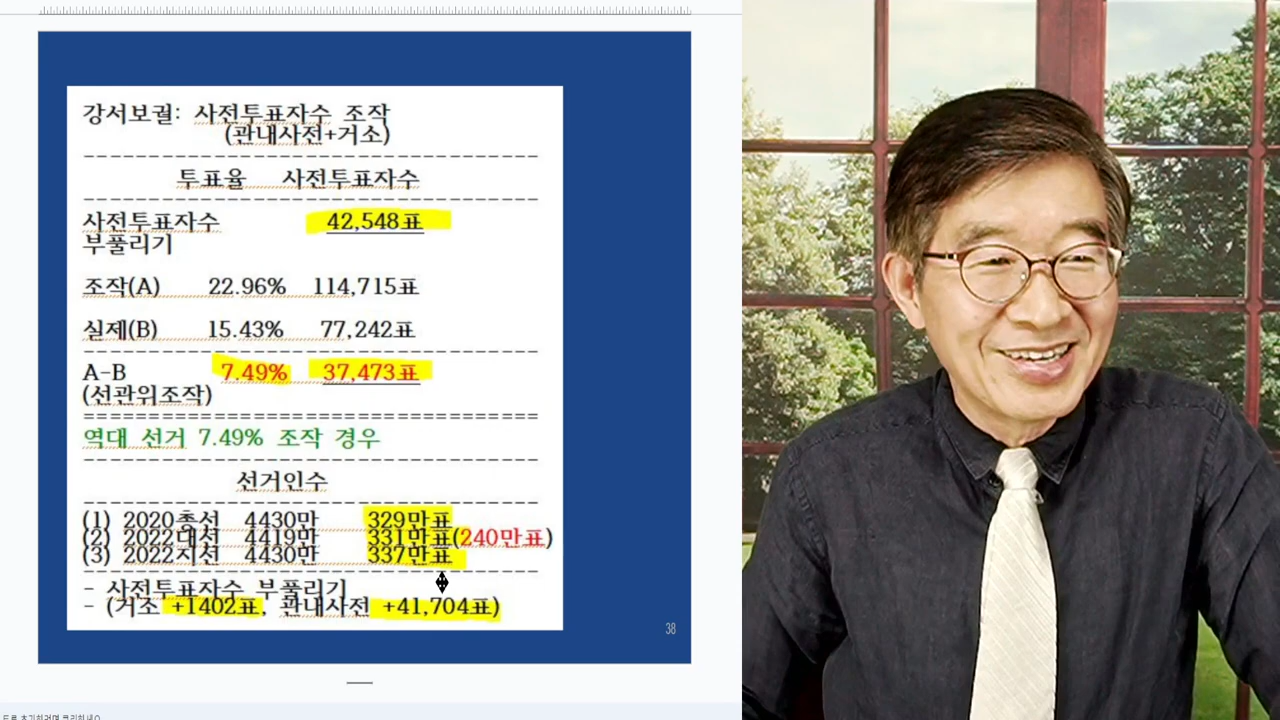 강서보궐: 사전투표자수 조작
(관내사전+거소)
투표율 사전투표자수
사전투표자수 42,548표
부풀리기
조작(A) 22.96% 114,715표
실제(B) 15.43% 77,242표
A-B 7.49% 37,473표
(선관위조작)
역대 선거 7.49% 조작 경우
선거인수
(1) 2020총선 4430만 329만표
(2) 2022대선 4419만 331만표(240만표)
(3) 2022지선 4430만 337만표
- 사전투표자수 부풀리기
- (거소 +1402표, 관내사전 +41,704표)
38